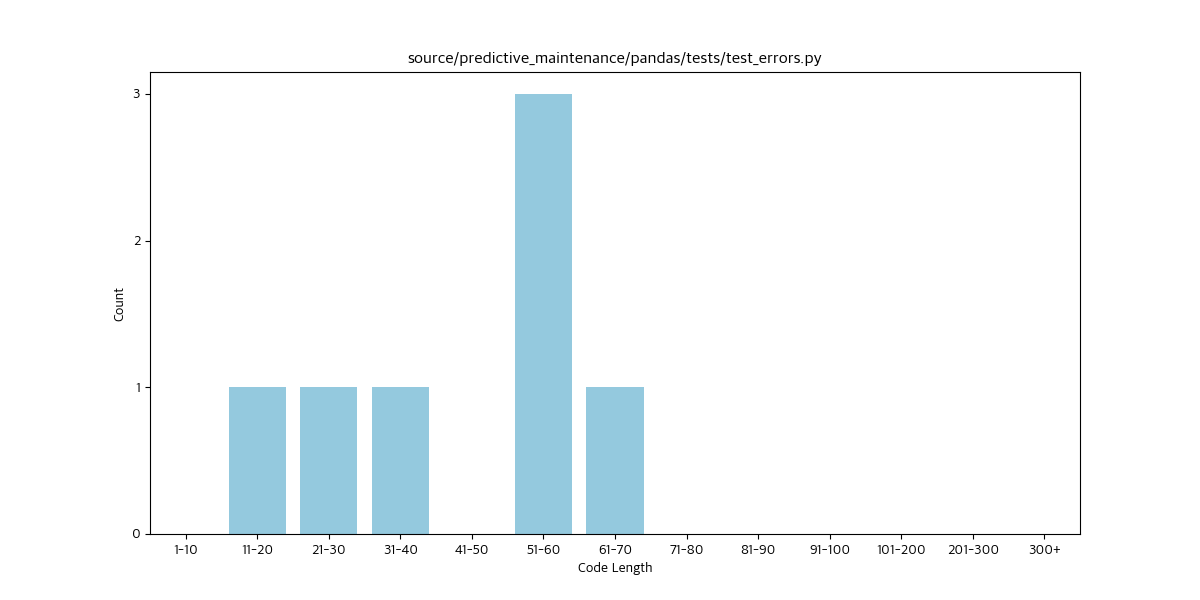 source/predictive_maintenance/pandas/tests/test_errors.py
Count
3
2
1
0
1-10 11-20 21-30 31-40 41-50 51-60 61-70 71-80 81-90 91-100 101-200 201-300 300+
Code Length